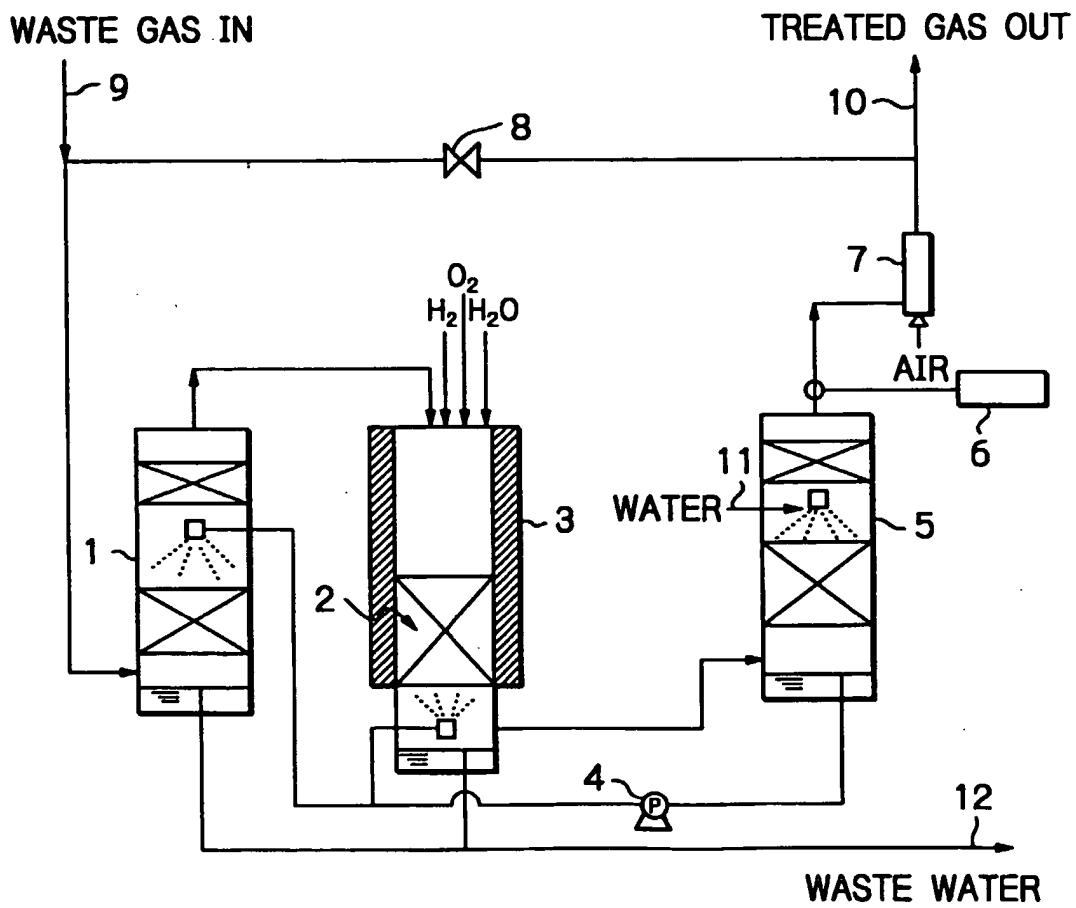 WASTE GAS IN
TREATED GAS OUT
9
10
8
7
O₂
H₂ H₂O
AIR
6
11
WATER
5
3
1
2
4
P
12
WASTE WATER